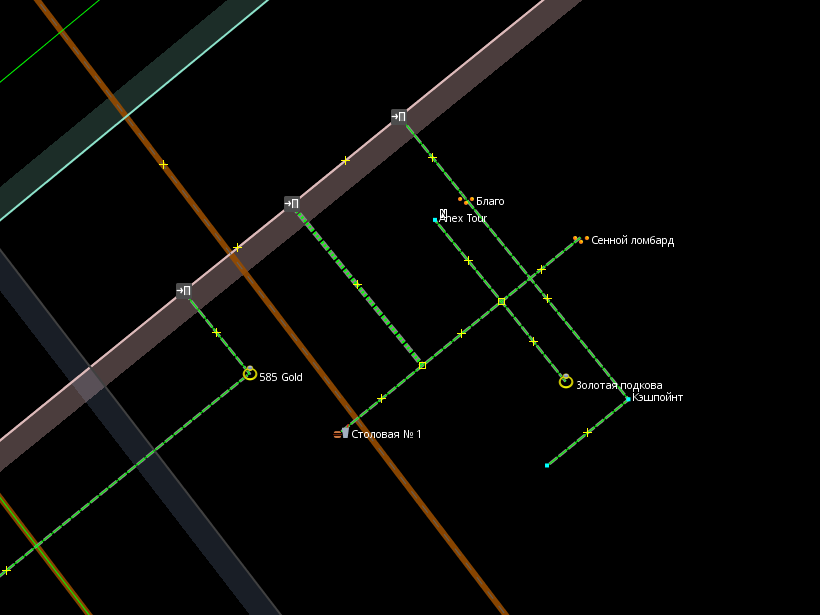 Благо
Anex Tour
Сенной ломбард
585 Gold
Золотая подкова
Кэшпойнт
Столовая № 1